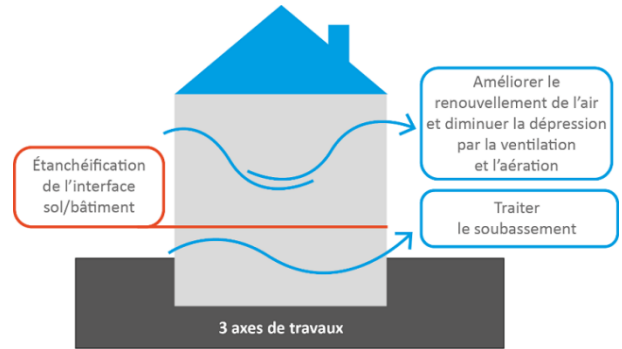 Améliorer le
renouvellement de l'air
et diminuer la dépression
par la ventilation
et l'aération
Étanchéification
de l'interface
sol/bâtiment
Traiter
le soubassement
3 axes de travaux